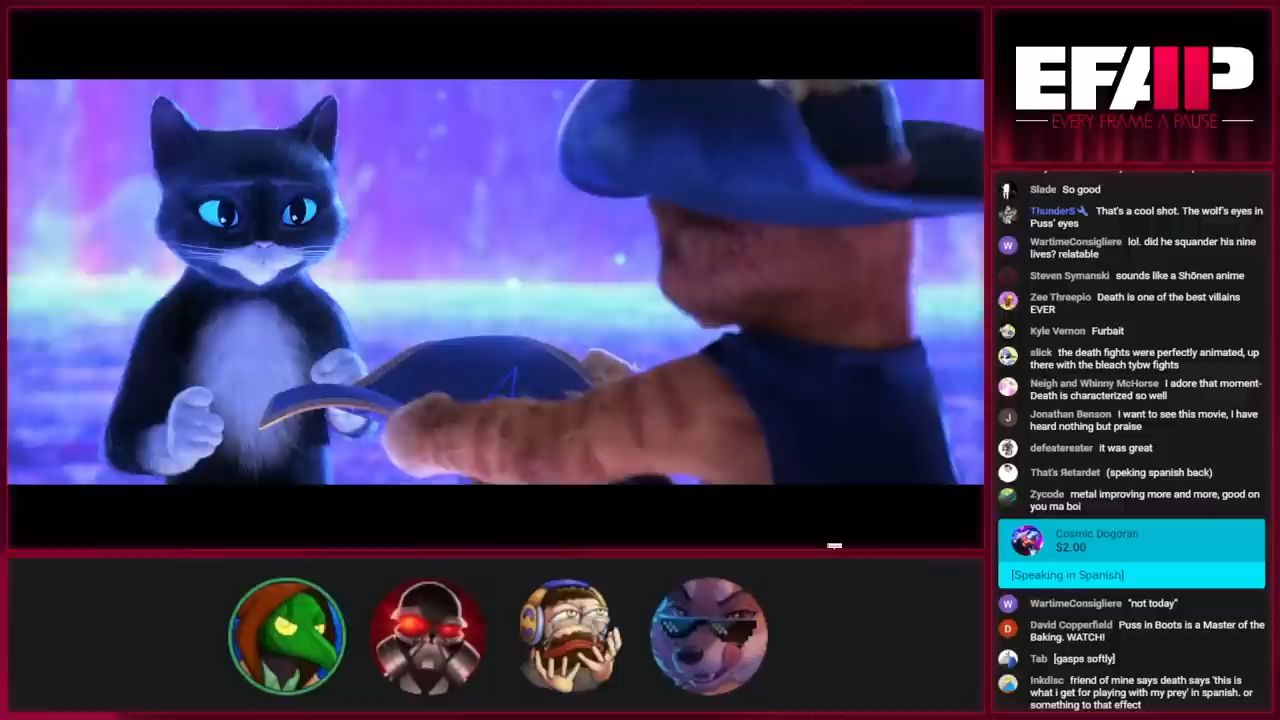 EFAP
EVERY FRAME A PAUSE
Slade So good
ThunderS That's a cool shot. The wolf's eyes in
Puss' eyes
W WartimeConsigliere lol. did he squander his nine
lives? relatable
Steven Symanski sounds like a Shōnen anime
Zee Threepio Death is one of the best villains
EVER
Kyle Vernon Furbait
slick the death fights were perfectly animated, up
there with the bleach tybw fights
Neigh and Whinny McHorse I adore that moment-
Death is characterized so well
J Jonathan Benson I want to see this movie, I have
heard nothing but praise
defeatereater it was great
That's Яetardet (speking spanish back)
Zycode metal improving more and more, good on
you ma boi
Cosmic Dogoran
$2.00
[Speaking in Spanish]
W WartimeConsigliere "not today"
D David Copperfield Puss in Boots is a Master of the
Baking. WATCH!
Tab [gasps softly]
Inkdisc friend of mine says death says 'this is
what i get for playing with my prey' in spanish. or
something to that effect